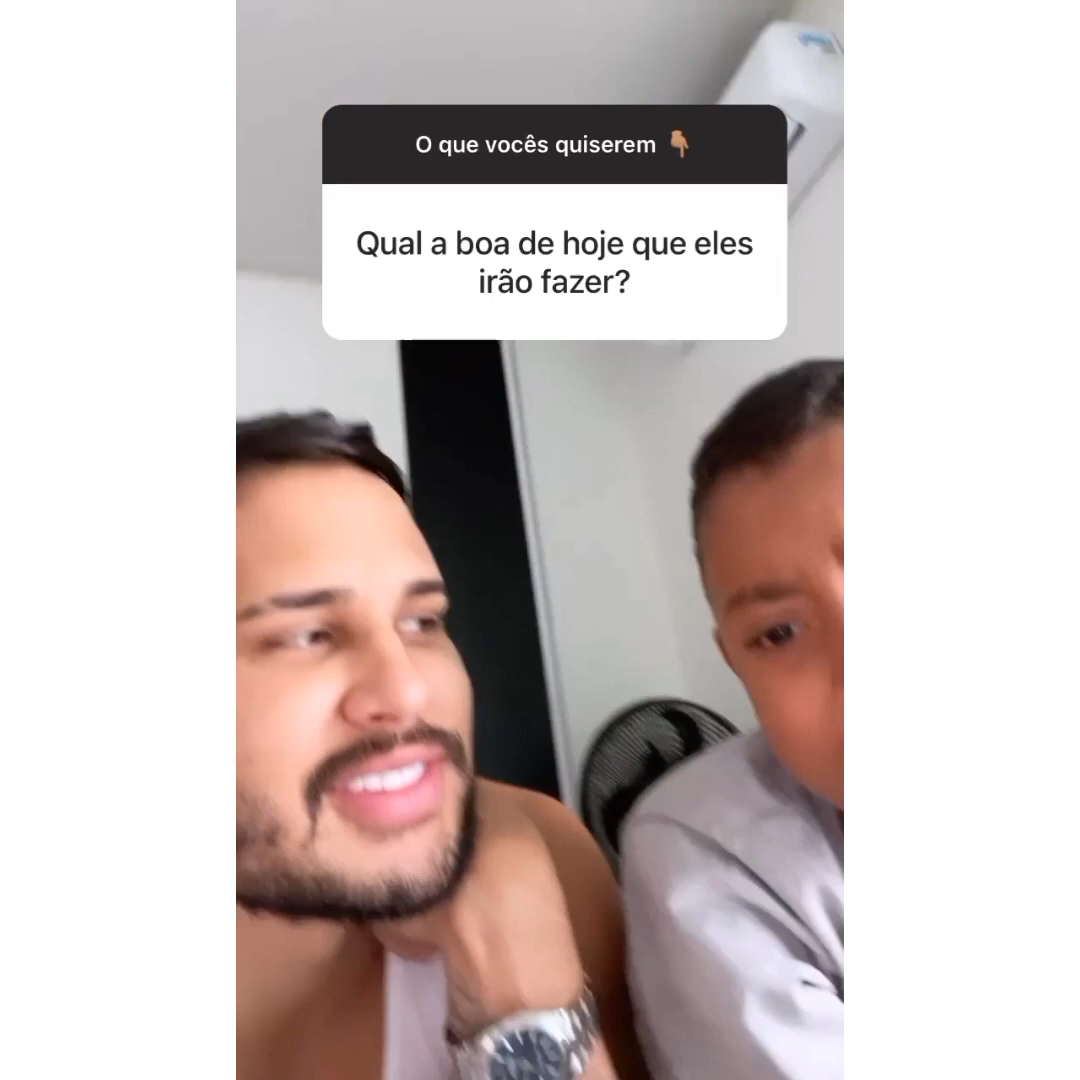 O que vocês quiserem 👇🏽
Qual a boa de hoje que eles
irão fazer?